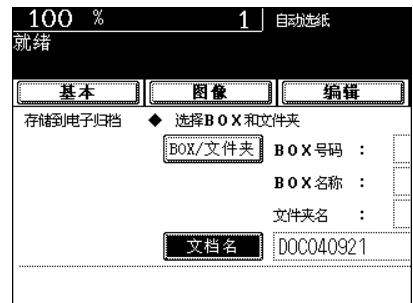 100 % 1 自动选纸
就绪
基本 图像 编辑
存储到电子归档 ◆ 选择BOX和文件夹
BOX/文件夹 BOX号码 :
BOX名称 :
文件夹名 :
文档名 DOC040921